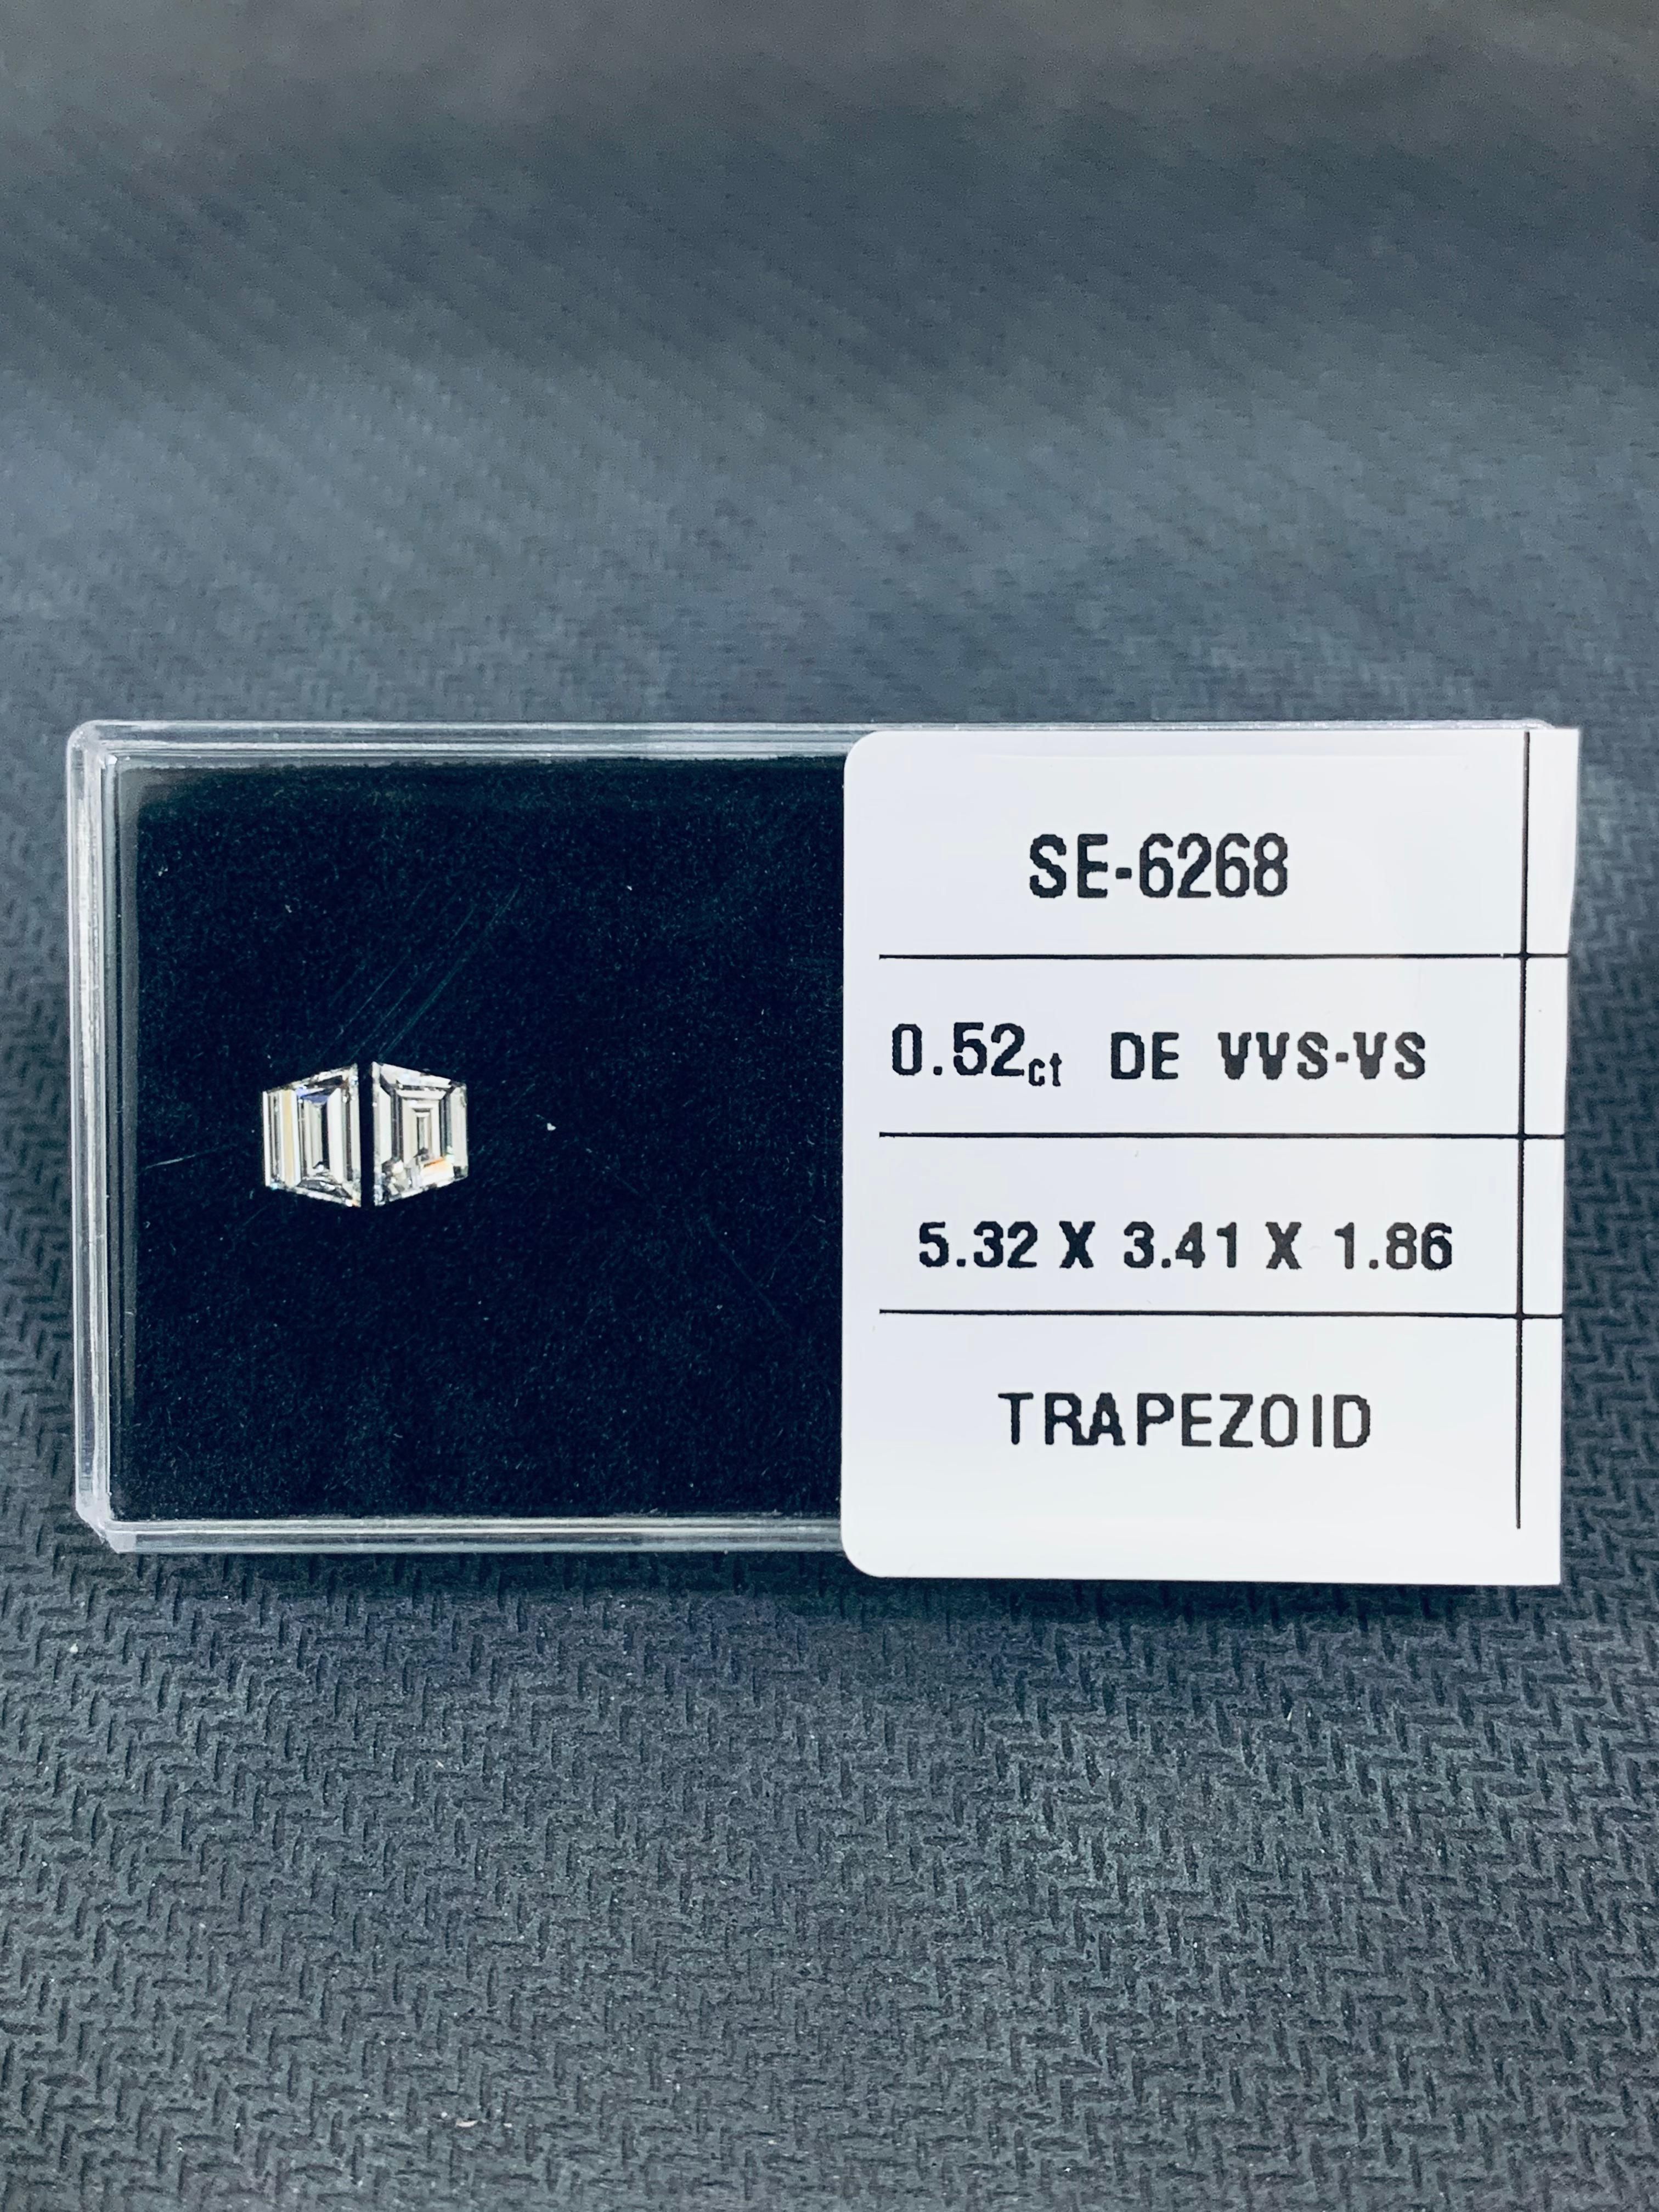 SE-6268
0.52ct DE VVS-VS
5.32 X 3.41 X 1.86
TRAPEZOID